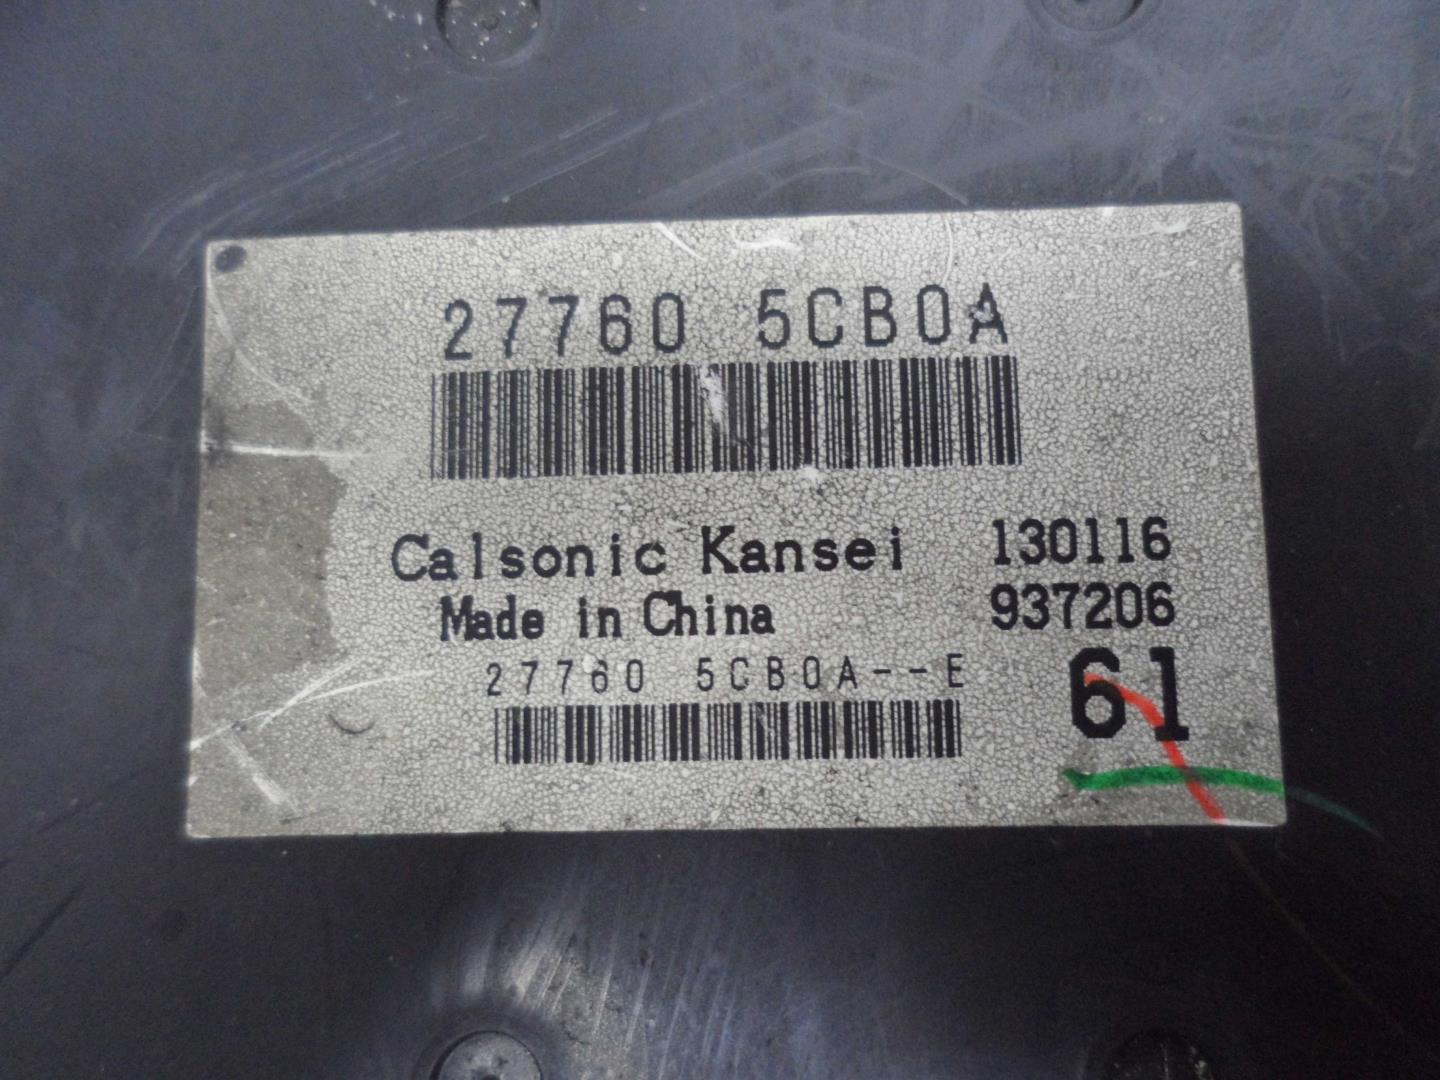 27760 5CB0A
Calsonic Kansei 130116
Made in China 937206
27760 5CB0A--E
61